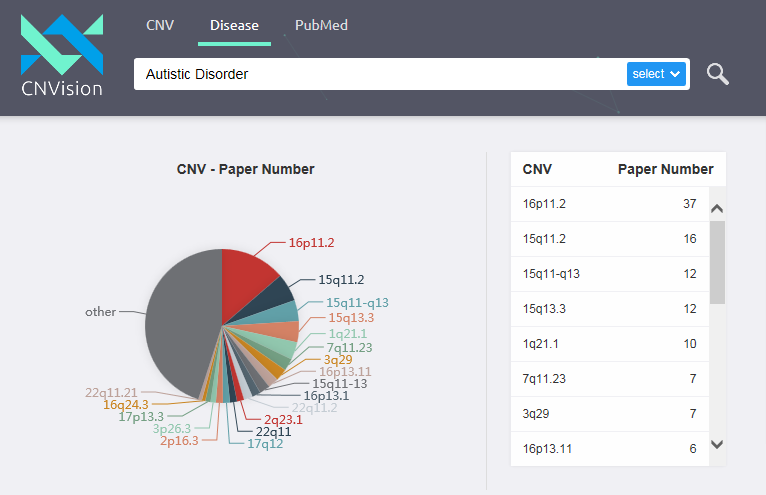 CNV Disease PubMed
CNVision
Autistic Disorder select
CNV - Paper Number
16p11.2
15q11.2
15q11-q13
15q13.3
1q21.1
7q11.23
3q29
16p13.11
15q11-13
16p13.1
22q11.2
2q23.1
22q11
17q12
2p16.3
3p26.3
17p13.3
16q24.3
22q11.21
other
CNV Paper Number
16p11.2 37
15q11.2 16
15q11-q13 12
15q13.3 12
1q21.1 10
7q11.23 7
3q29 7
16p13.11 6